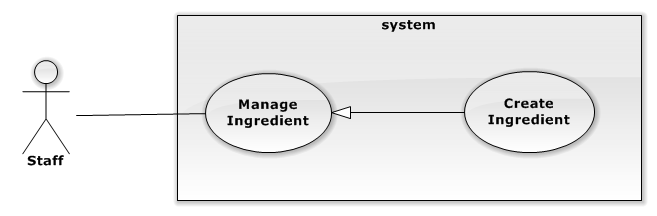 system
Manage
Ingredient
Create
Ingredient
Staff